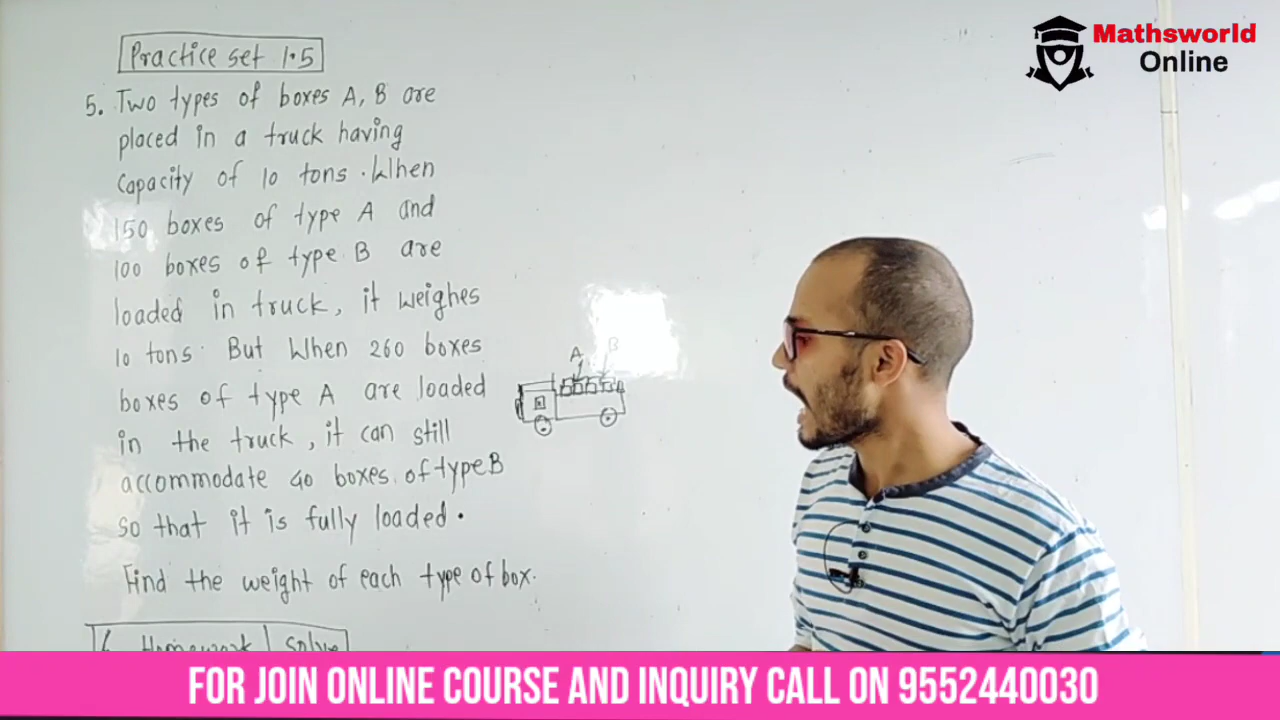 Practice set 1.5
Mathsworld
Online
5. Two types of boxes A, B are
placed in a truck having
capacity of 10 tons. When
150 boxes of type A and
100 boxes of type B are
loaded in truck, it weighes
10 tons. But When 260 boxes
boxes of type A are loaded
in the truck, it can still
accommodate 40 boxes of type B
so that it is fully loaded.
Find the weight of each type of box.
A B
6. Homework | solve
FOR JOIN ONLINE COURSE AND INQUIRY CALL ON 9552440030